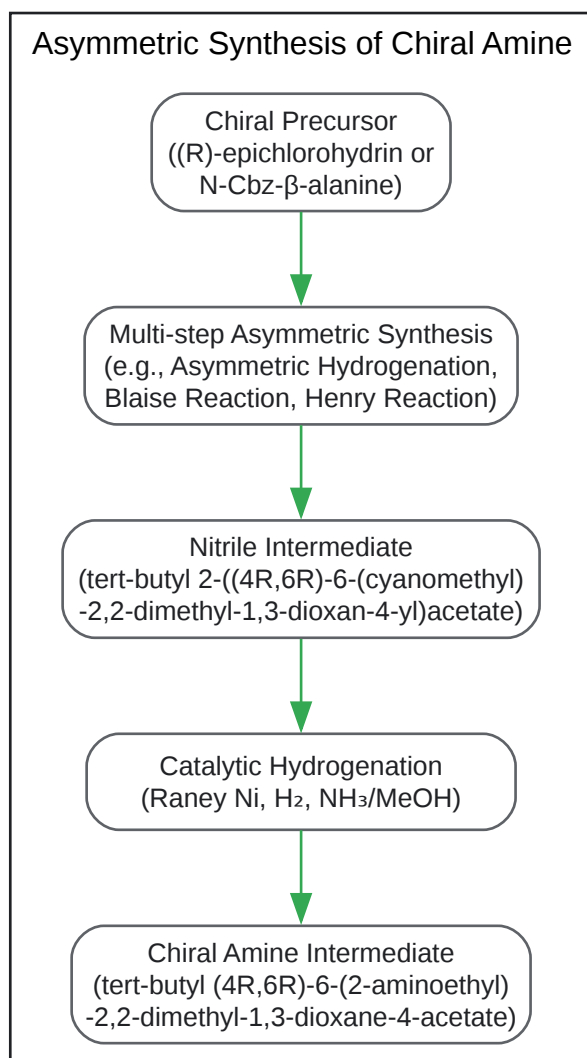 Asymmetric Synthesis of Chiral Amine
Chiral Precursor
((R)-epichlorohydrin or
N-Cbz-β-alanine)
Multi-step Asymmetric Synthesis
(e.g., Asymmetric Hydrogenation,
Blaise Reaction, Henry Reaction)
Nitrile Intermediate
(tert-butyl 2-((4R,6R)-6-(cyanomethyl)
-2,2-dimethyl-1,3-dioxan-4-yl)acetate)
Catalytic Hydrogenation
(Raney Ni, H₂, NH₃/MeOH)
Chiral Amine Intermediate
(tert-butyl (4R,6R)-6-(2-aminoethyl)
-2,2-dimethyl-1,3-dioxane-4-acetate)